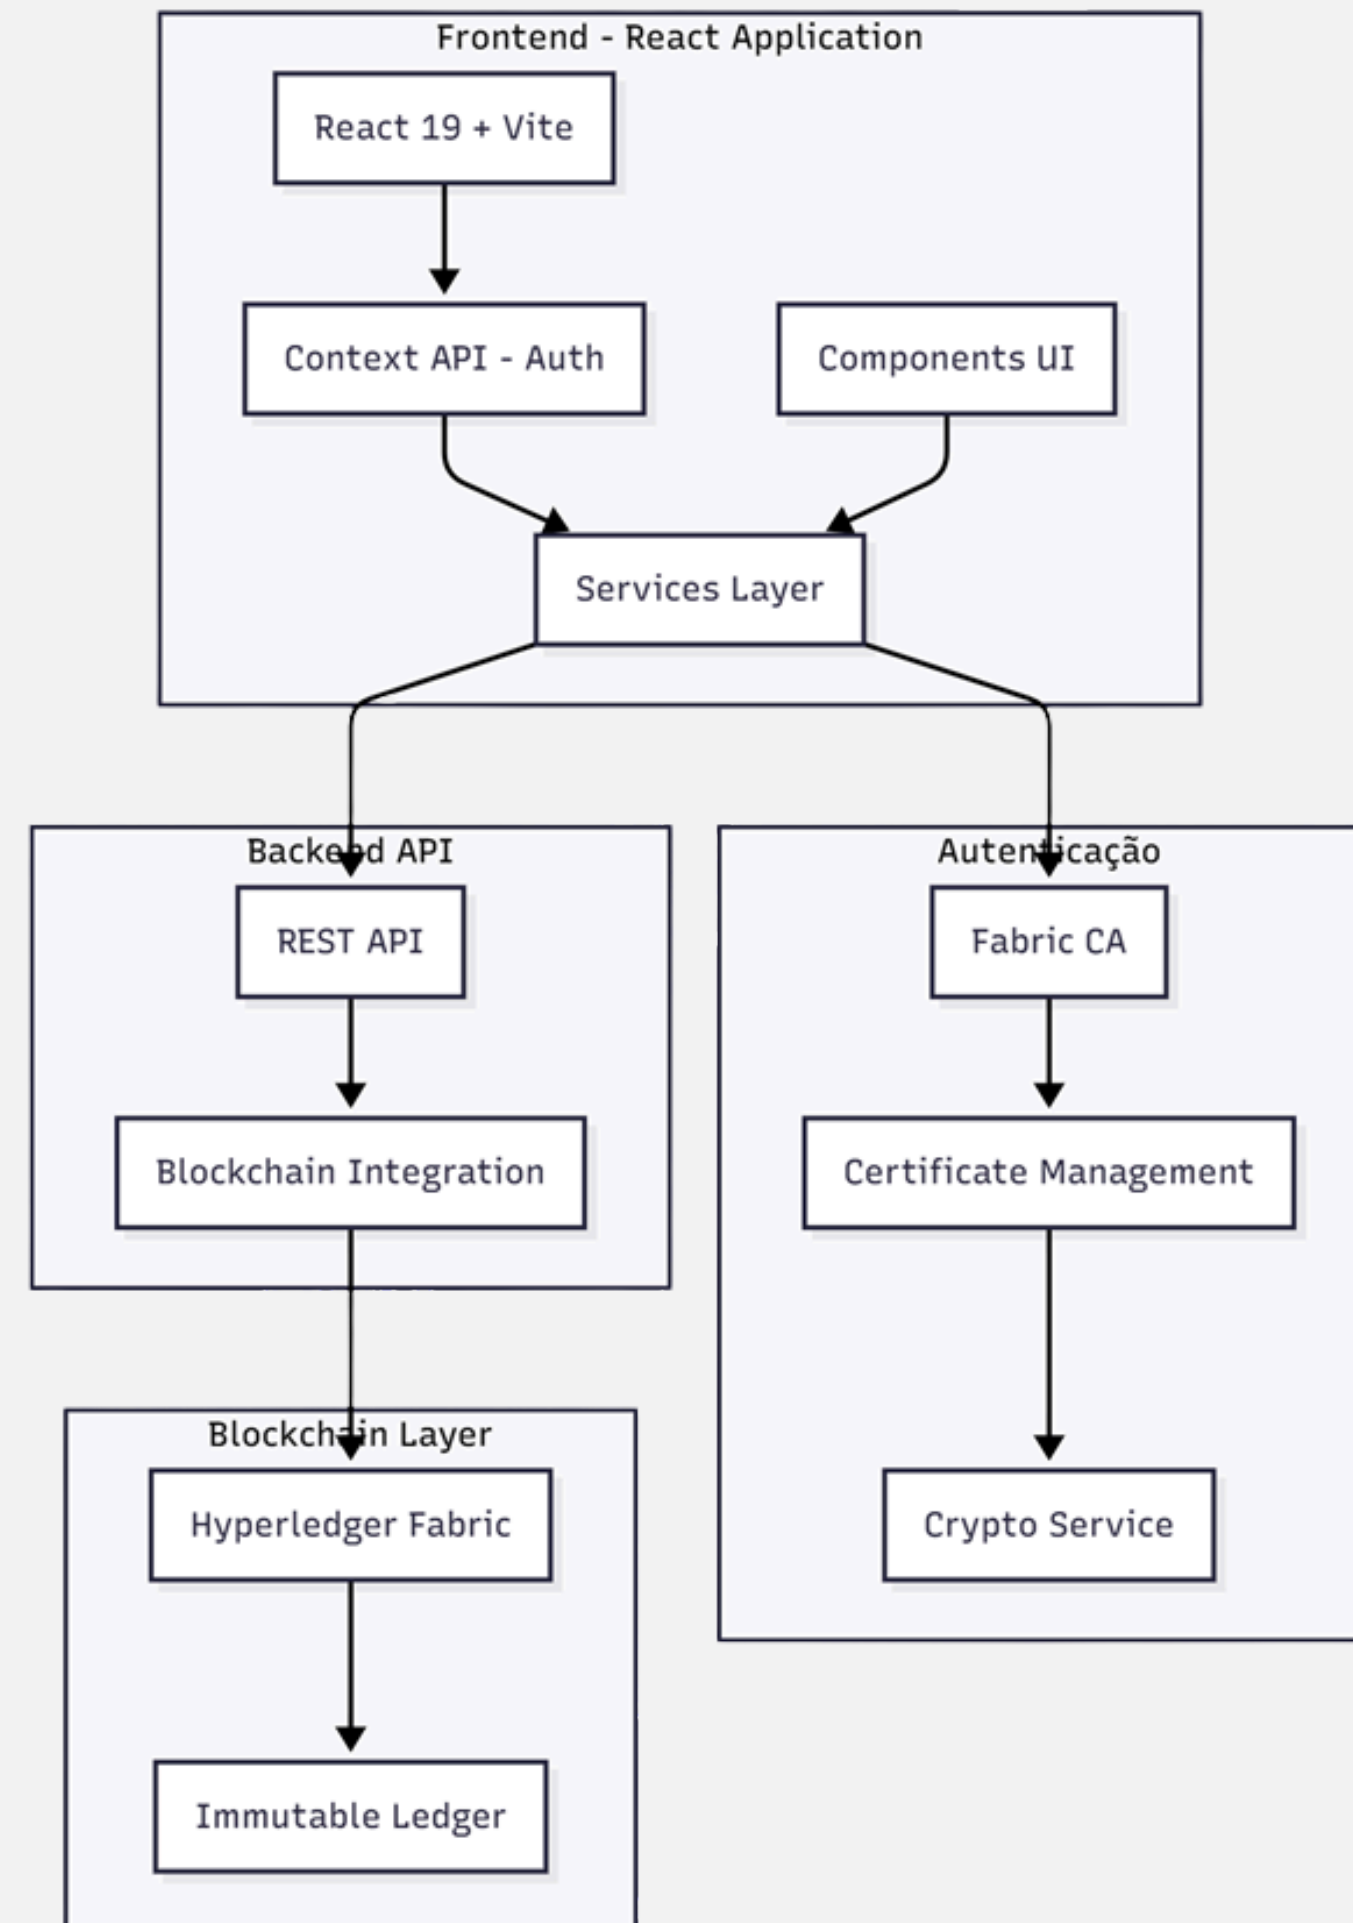 Frontend - React Application
React 19 + Vite
Context API - Auth
Components UI
Services Layer
Backend API
REST API
Blockchain Integration
Autenticação
Fabric CA
Certificate Management
Crypto Service
Blockchain Layer
Hyperledger Fabric
Immutable Ledger